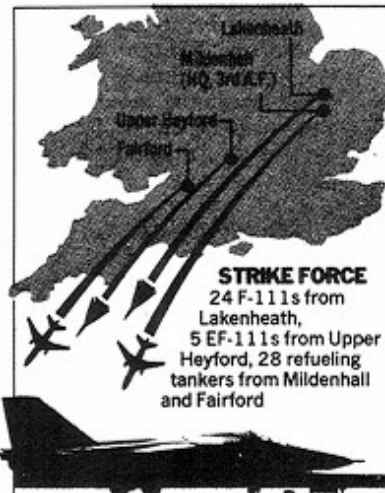 Lakenheath
Mildenhall
(HQ, 3rd A.F.)
Upper Heyford
Fairford
STRIKE FORCE
24 F-111s from
Lakenheath,
5 EF-111s from Upper
Heyford, 28 refueling
tankers from Mildenhall
and Fairford